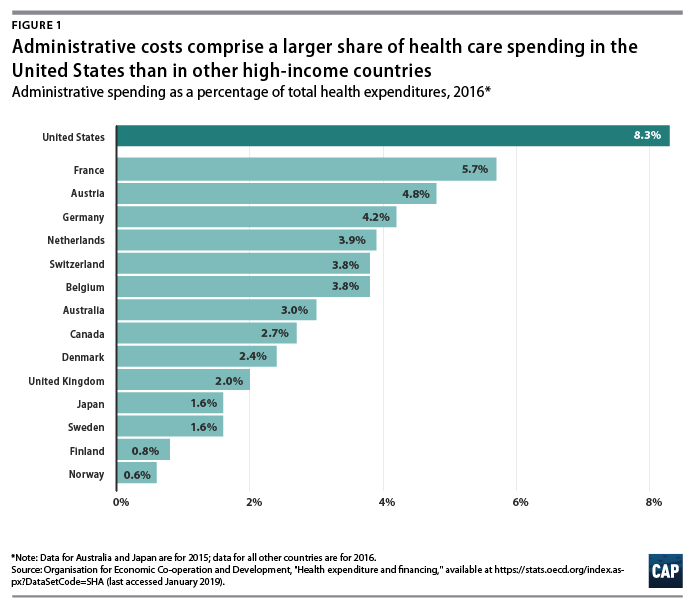 FIGURE 1
Administrative costs comprise a larger share of health care spending in the
United States than in other high-income countries
Administrative spending as a percentage of total health expenditures, 2016*
United States 8.3%
France 5.7%
Austria 4.8%
Germany 4.2%
Netherlands 3.9%
Switzerland 3.8%
Belgium 3.8%
Australia 3.0%
Canada 2.7%
Denmark 2.4%
United Kingdom 2.0%
Japan 1.6%
Sweden 1.6%
Finland 0.8%
Norway 0.6%
0% 2% 4% 6% 8%
*Note: Data for Australia and Japan are for 2015; data for all other countries are for 2016.
Source: Organisation for Economic Co-operation and Development, "Health expenditure and financing," available at https://stats.oecd.org/index.as-
px?DataSetCode=SHA (last accessed January 2019).
CAP